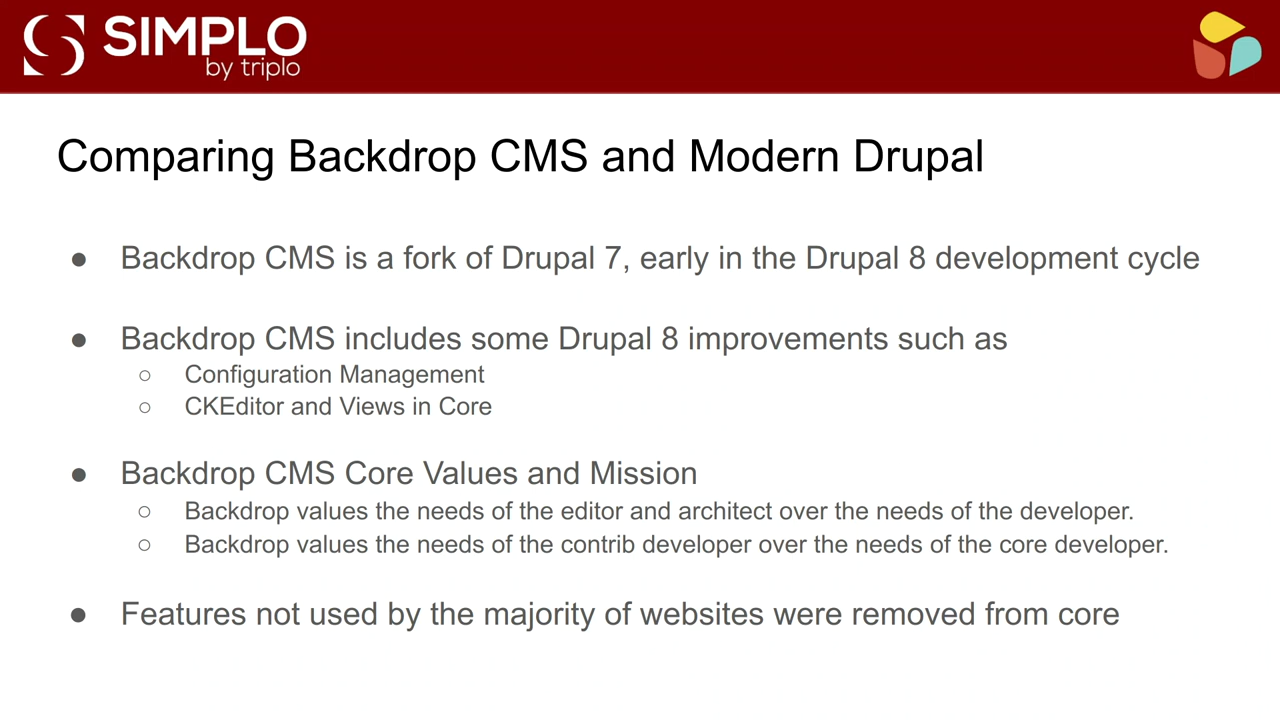 SIMPLO
by triplo
Comparing Backdrop CMS and Modern Drupal
● Backdrop CMS is a fork of Drupal 7, early in the Drupal 8 development cycle
● Backdrop CMS includes some Drupal 8 improvements such as
○ Configuration Management
○ CKEditor and Views in Core
● Backdrop CMS Core Values and Mission
○ Backdrop values the needs of the editor and architect over the needs of the developer.
○ Backdrop values the needs of the contrib developer over the needs of the core developer.
● Features not used by the majority of websites were removed from core